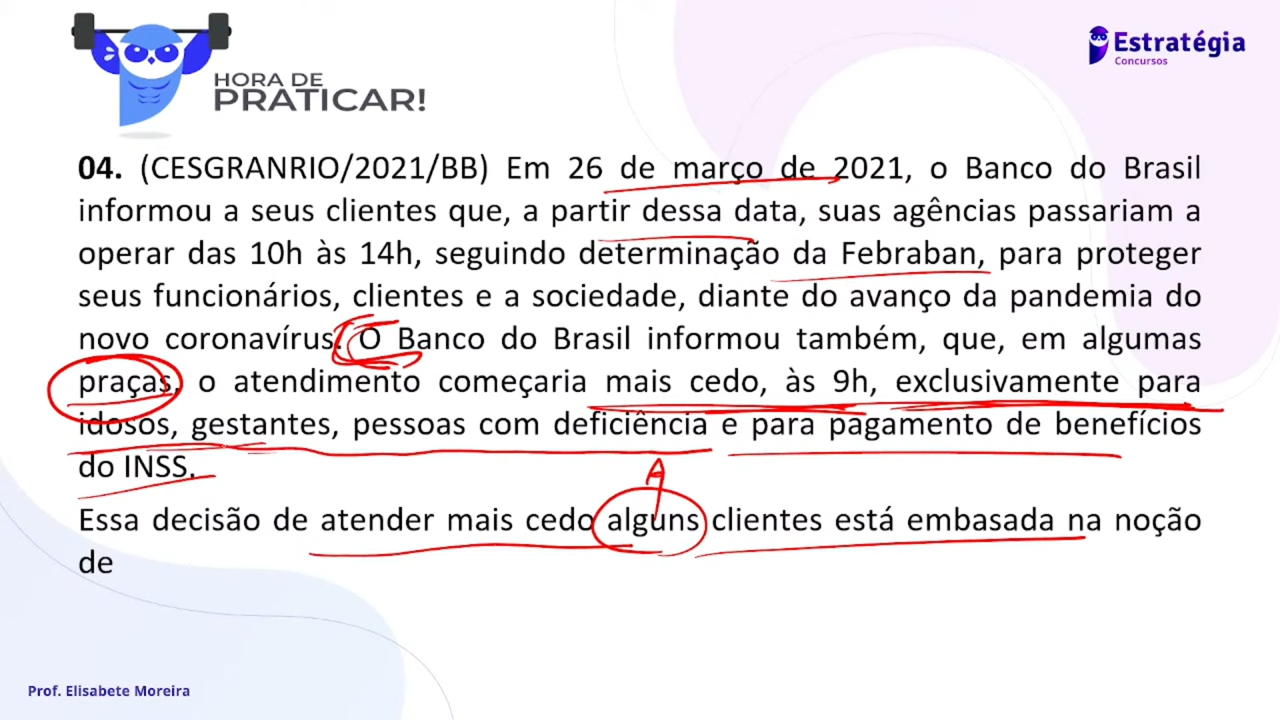 HORA DE
PRATICAR!
Estratégia
Concursos
04. (CESGRANRIO/2021/BB) Em 26 de março de 2021, o Banco do Brasil
informou a seus clientes que, a partir dessa data, suas agências passariam a
operar das 10h às 14h, seguindo determinação da Febraban, para proteger
seus funcionários, clientes e a sociedade, diante do avanço da pandemia do
novo coronavírus. O Banco do Brasil informou também, que, em algumas
praças, o atendimento começaria mais cedo, às 9h, exclusivamente para
idosos, gestantes, pessoas com deficiência e para pagamento de benefícios
do INSS.
A
Essa decisão de atender mais cedo alguns clientes está embasada na noção
de
Prof. Elisabete Moreira